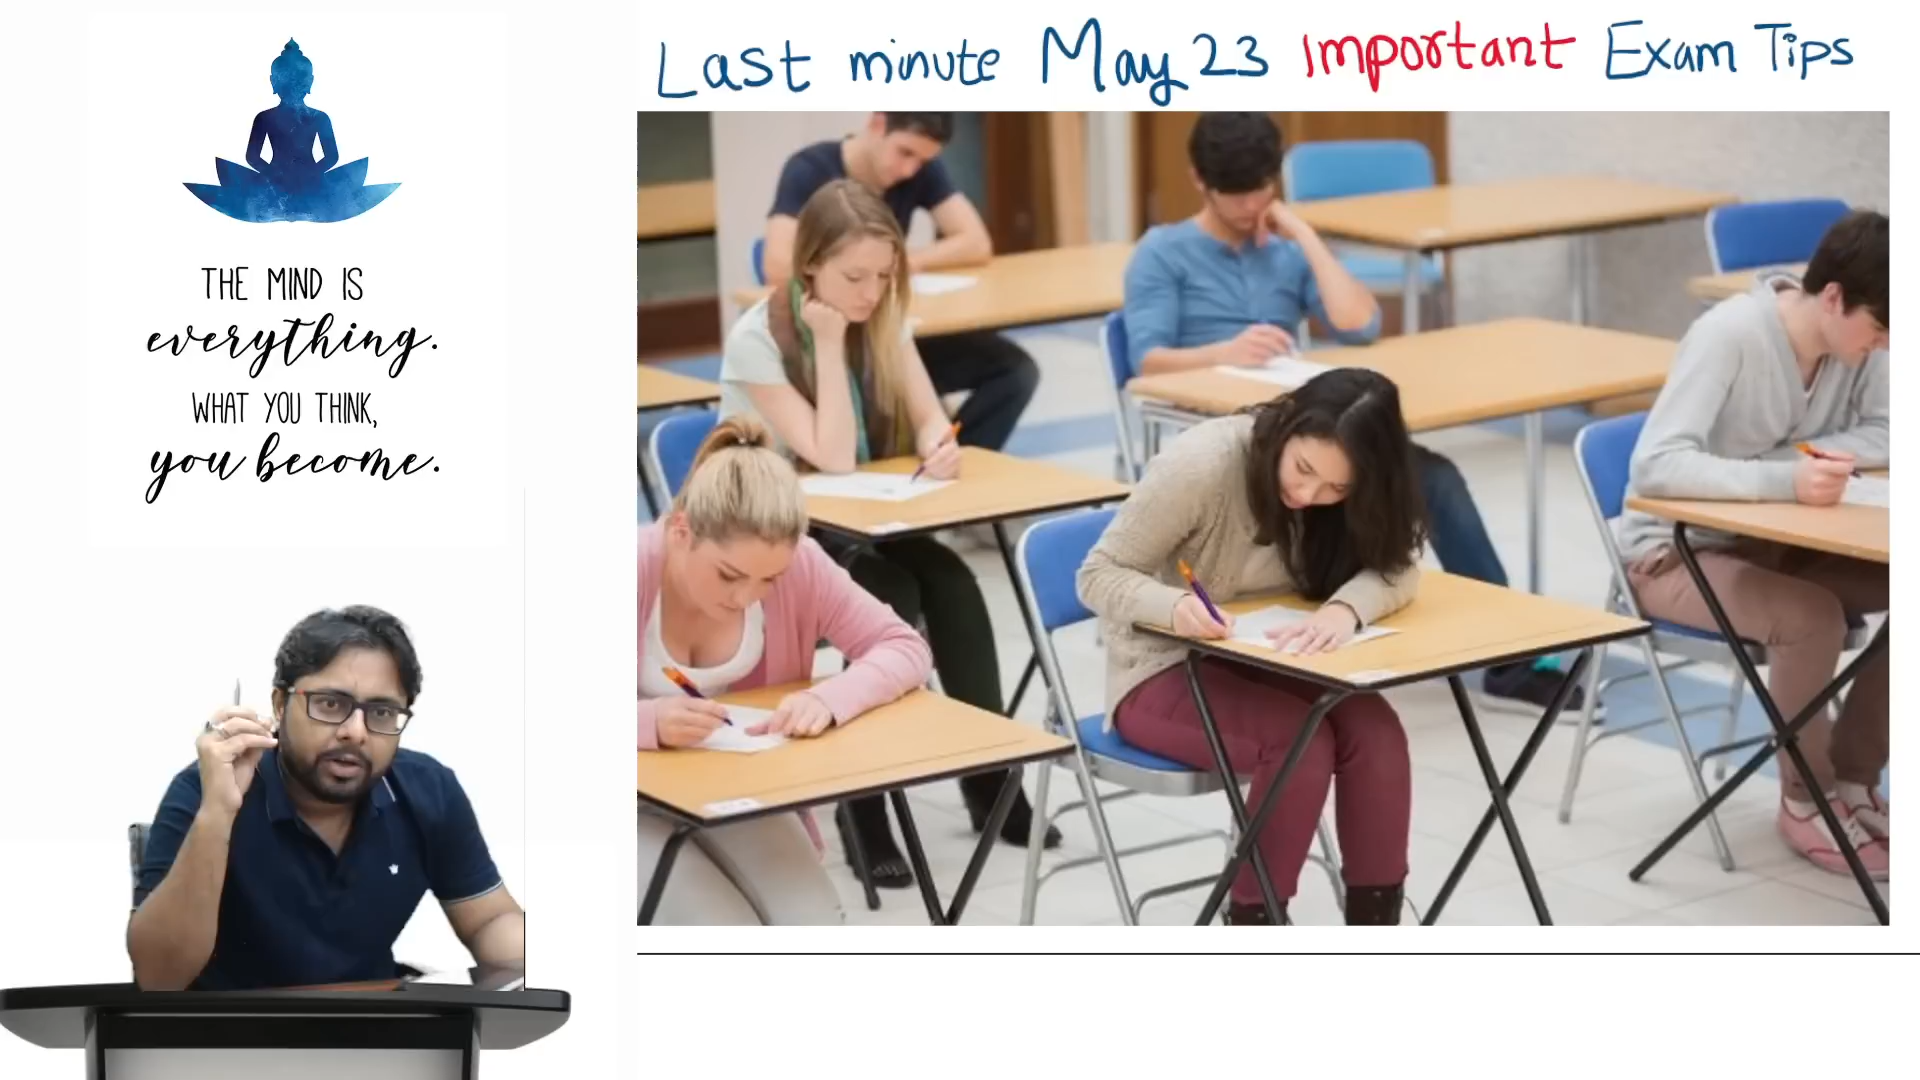 Last minute May 23 Important Exam Tips
THE MIND IS
everything.
WHAT YOU THINK,
you become.